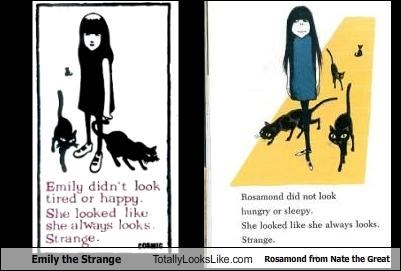 Emily didn't look
tired or happy.
She looked like
she always looks.
Strange.
COSMIC
Rosamond did not look
hungry or sleepy.
She looked like she always looks.
Strange.
Emily the Strange
TotallyLooksLike.com
Rosamond from Nate the Great